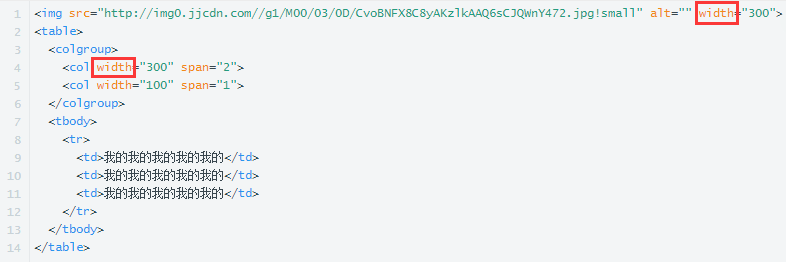 1 <img src="http://img0.jjcdn.com//g1/M00/03/0D/CvoBNFX8C8yAKzlkAAQ6sCJQWnY472.jpg!small" alt="" width="300">
2 <table>
3 <colgroup>
4 <col width="300" span="2">
5 <col width="100" span="1">
6 </colgroup>
7 <tbody>
8 <tr>
9 <td>我的我的我的我的我的</td>
10 <td>我的我的我的我的我的</td>
11 <td>我的我的我的我的我的</td>
12 </tr>
13 </tbody>
14 </table>